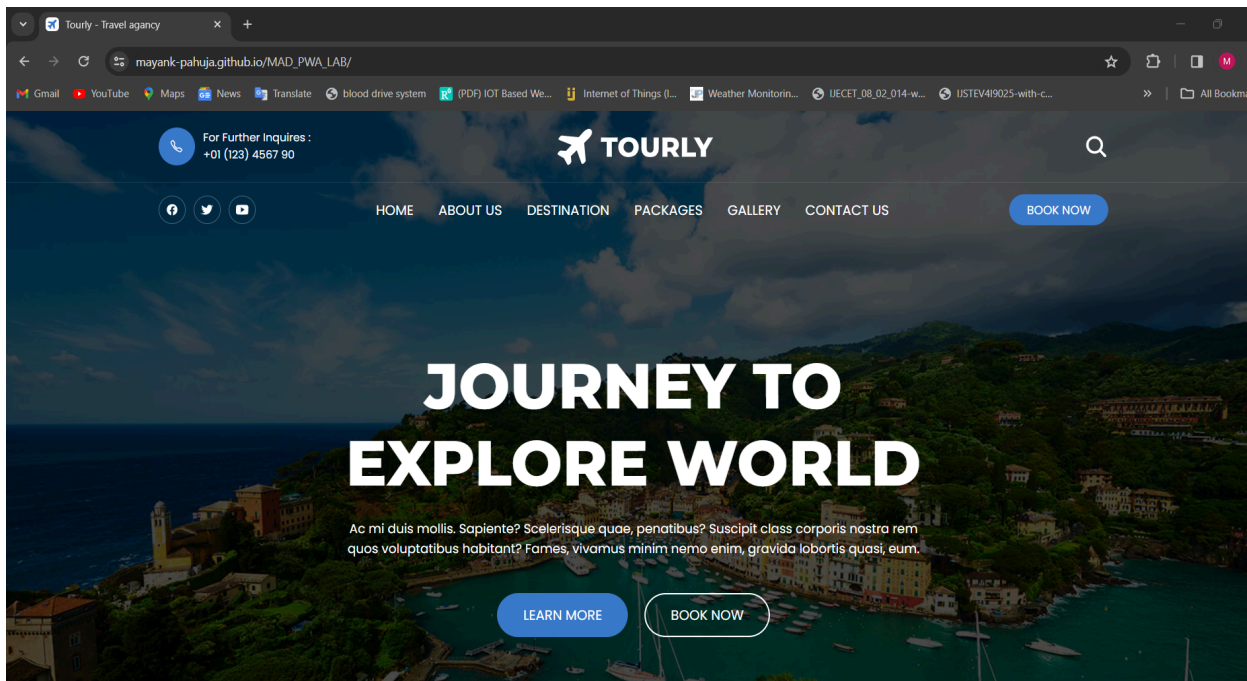 Tourly - Travel agancy
mayank-pahuja.github.io/MAD_PWA_LAB/
M
Gmail YouTube Maps News Translate blood drive system (PDF) IOT Based We... Internet of Things (I... Weather Monitorin... IJECET_08_02_014-w... IJSTEV4I9025-with-c... » All Bookma
For Further Inquires :
+01 (123) 4567 90
TOURLY
HOME ABOUT US DESTINATION PACKAGES GALLERY CONTACT US BOOK NOW
JOURNEY TO
EXPLORE WORLD
Ac mi duis mollis. Sapiente? Scelerisque quae, penatibus? Suscipit class corporis nostra rem
quos voluptatibus habitant? Fames, vivamus minim nemo enim, gravida lobortis quasi, eum.
LEARN MORE BOOK NOW